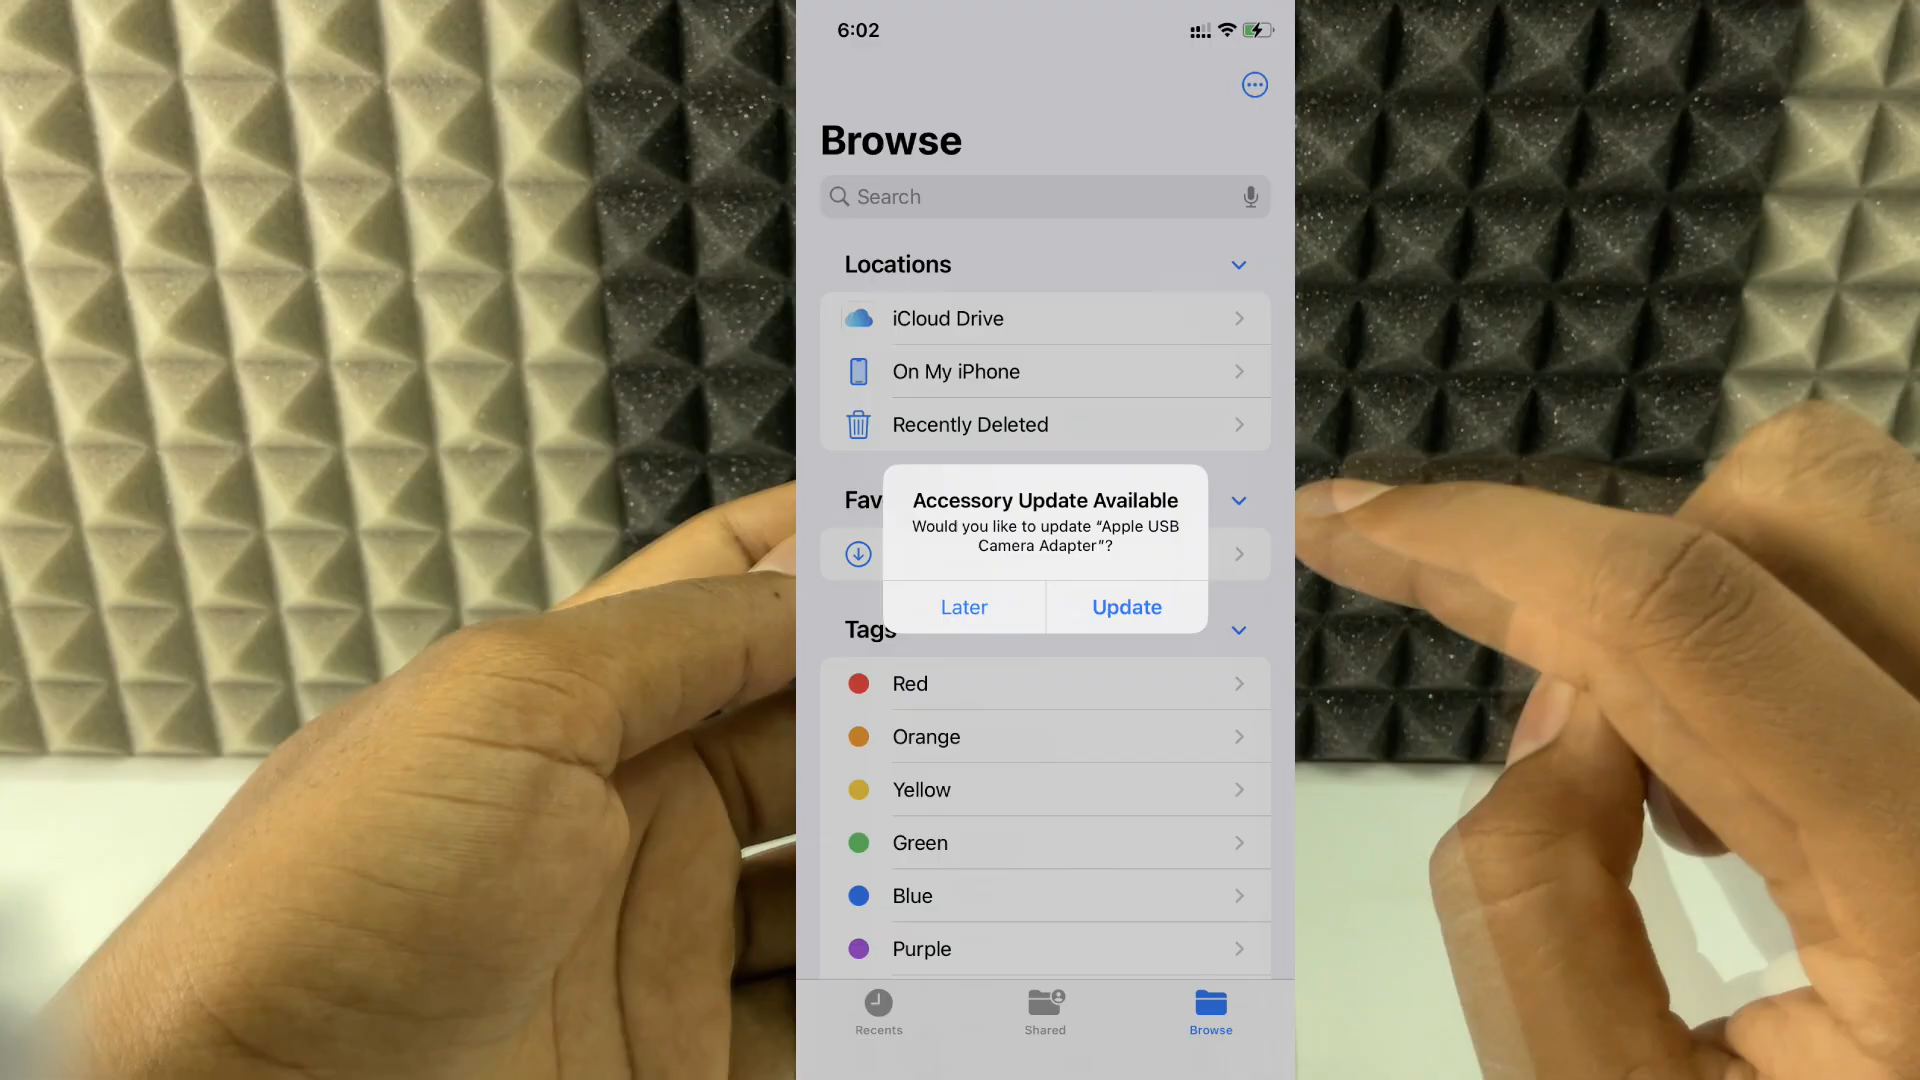 6:02
Browse
Search
Locations
iCloud Drive
On My iPhone
Recently Deleted
Fav
Accessory Update Available
Would you like to update “Apple USB
Camera Adapter”?
Later
Update
Tags
Red
Orange
Yellow
Green
Blue
Purple
Recents
Shared
Browse